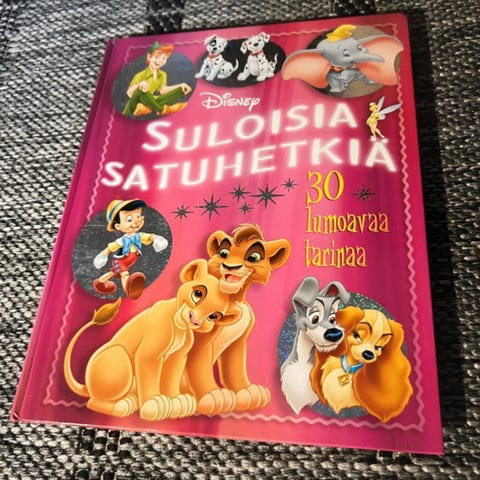 Disney
SULOISIA
SATUHETKIÄ
30
lumoavaa
tarinaa